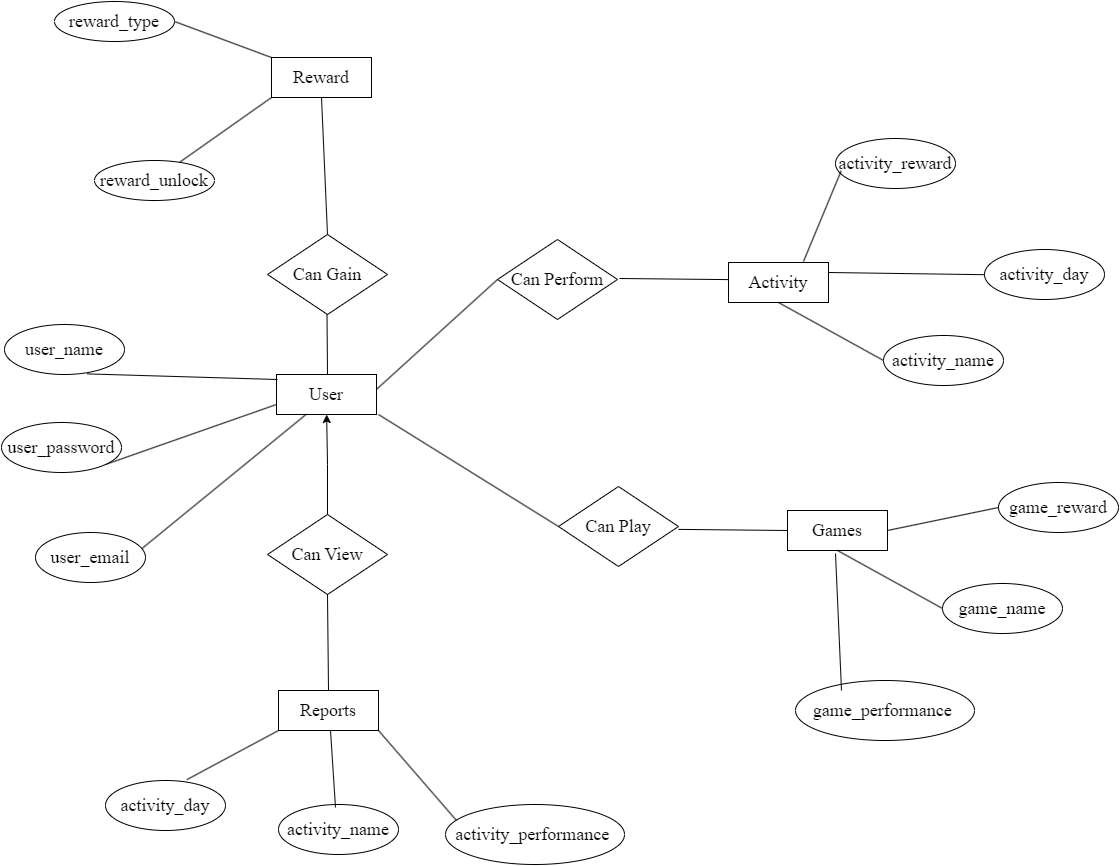 reward_type
Reward
reward_unlock
activity_reward
Can Gain
Can Perform
Activity
activity_day
user_name
activity_name
User
user_password
game_reward
Can Play
Games
Can View
user_email
game_name
Reports
game_performance
activity_day
activity_name
activity_performance